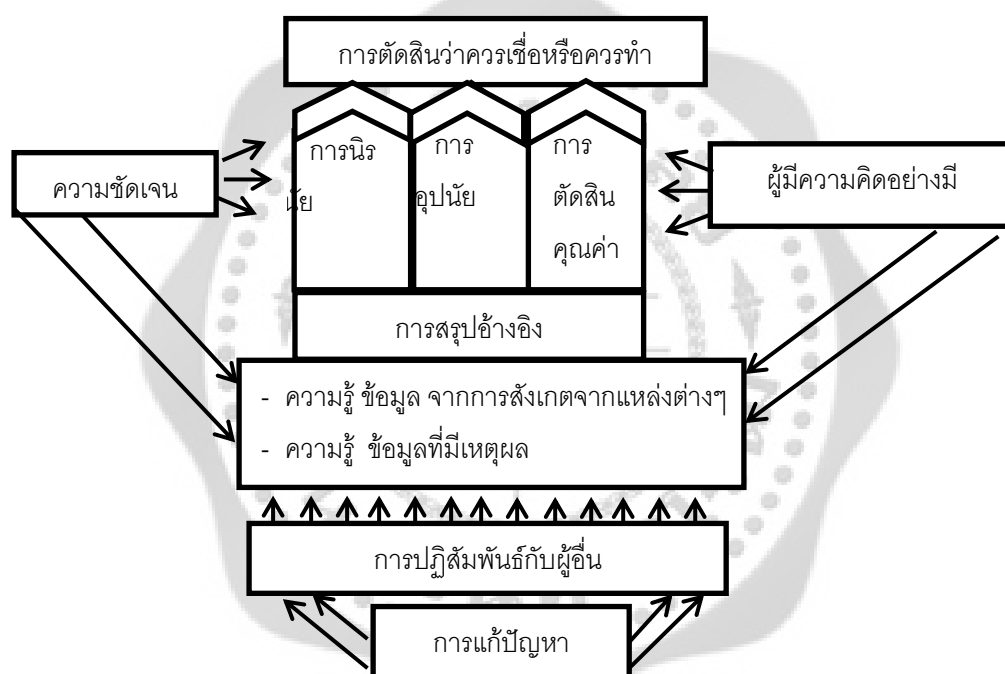 การตัดสินว่าควรเชื่อหรือควรทำ
การนิร
นัย
การ
อุปนัย
การ
ตัดสิน
คุณค่า
ความชัดเจน
ผู้มีความคิดอย่างมี
การสรุปอ้างอิง
- ความรู้ ข้อมูล จากการสังเกตจากแหล่งต่างๆ
- ความรู้ ข้อมูลที่มีเหตุผล
การปฏิสัมพันธ์กับผู้อื่น
การแก้ปัญหา